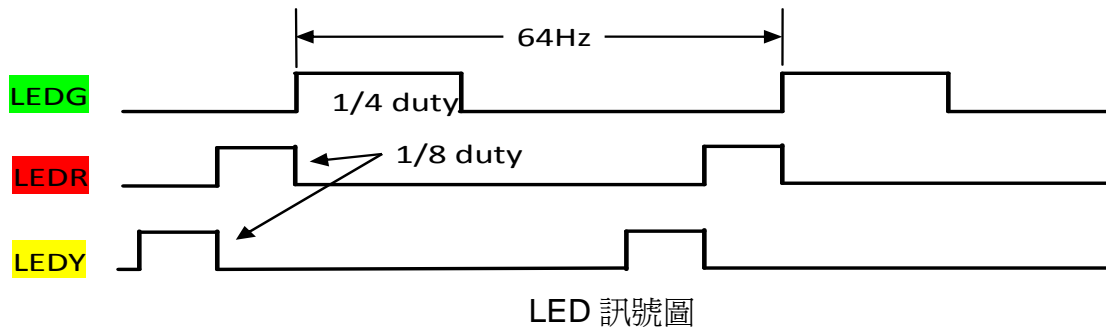 64Hz
LEDG
1/4 duty
LEDR
1/8 duty
LEDY
LED 訊號圖